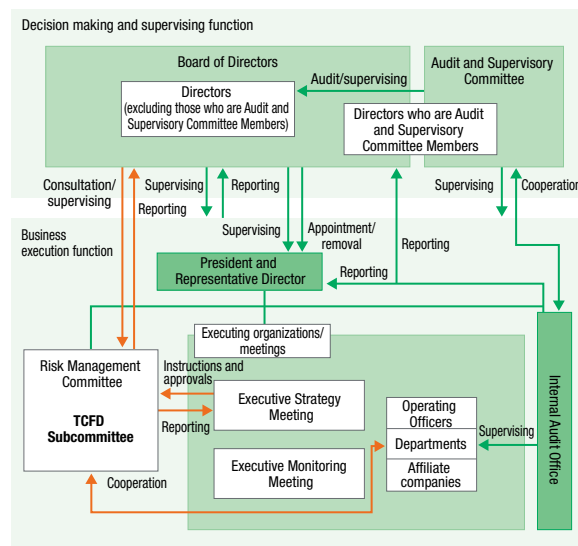 Decision making and supervising function
Board of Directors
Audit and Supervisory
Committee
Audit/supervising
Directors
(excluding those who are Audit and
Supervisory Committee Members)
Directors who are Audit
and Supervisory
Committee Members
Consultation/
supervising
Reporting
Supervising
Reporting
Supervising
Appointment/
removal
Reporting
Supervising
Cooperation
Business
execution function
President and
Representative Director
Reporting
Executing organizations/
meetings
Risk Management
Committee
TCFD
Subcommittee
Instructions and
approvals
Reporting
Executive Strategy
Meeting
Executive Monitoring
Meeting
Operating
Officers
Departments
Affiliate
companies
Supervising
Internal Audit Office
Cooperation